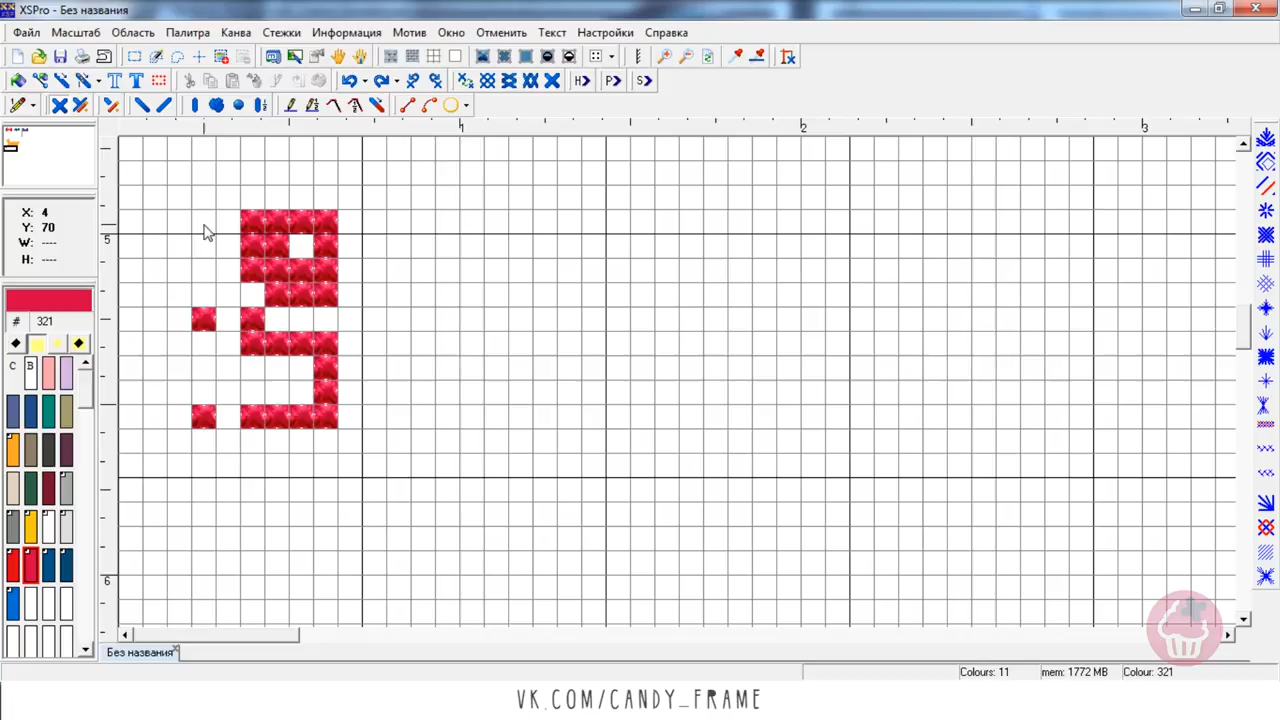 XSPro - Без названия
Файл Масштаб Область Палитра Канва Стежки Информация Мотив Окно Отменить Текст Настройки Справка
H P S
1 2 3
X: 4
Y: 70
W: ----
H: ----
5
# 321
C B
6
Без названия
Colours: 11 mem: 1772 MB Colour: 321
VK.COM/CANDY_FRAME